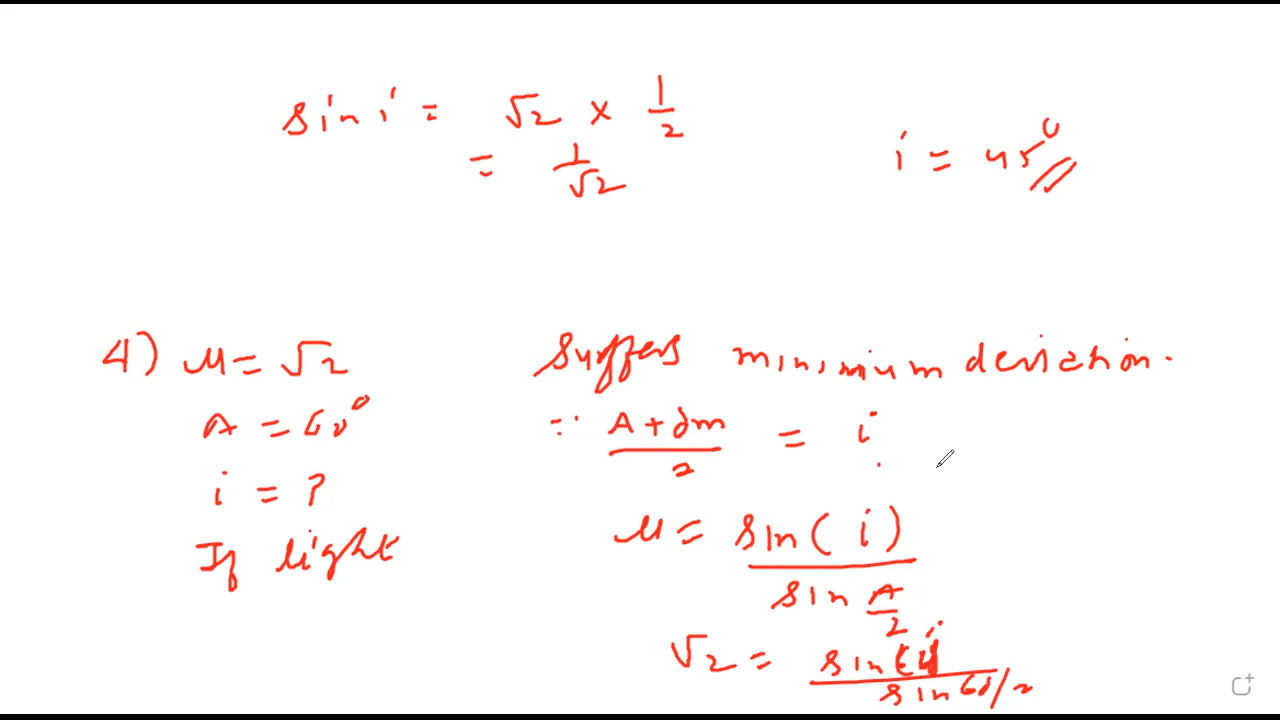 sin i = √2 × 1/2
= 1/√2
i = 45°
4) μ = √2
A = 60°
i = ?
If light
suffers minimum deviation.
∵ (A + δm)/2 = i
μ = sin(i) / sin A/2
√2 = sin i / sin 60/2